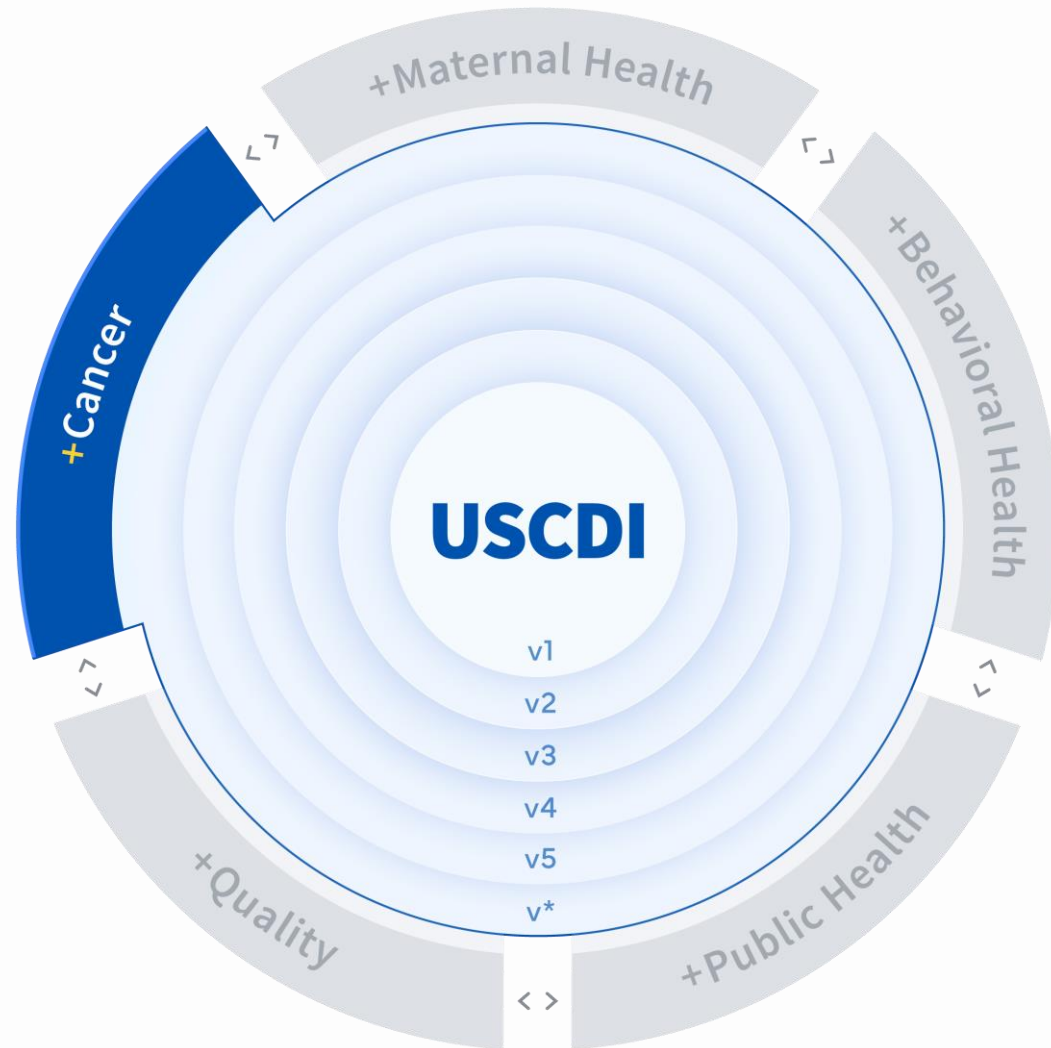 +Maternal Health
+Behavioral Health
+Cancer
USCDI
v1
v2
v3
v4
v5
v*
+Quality
+Public Health